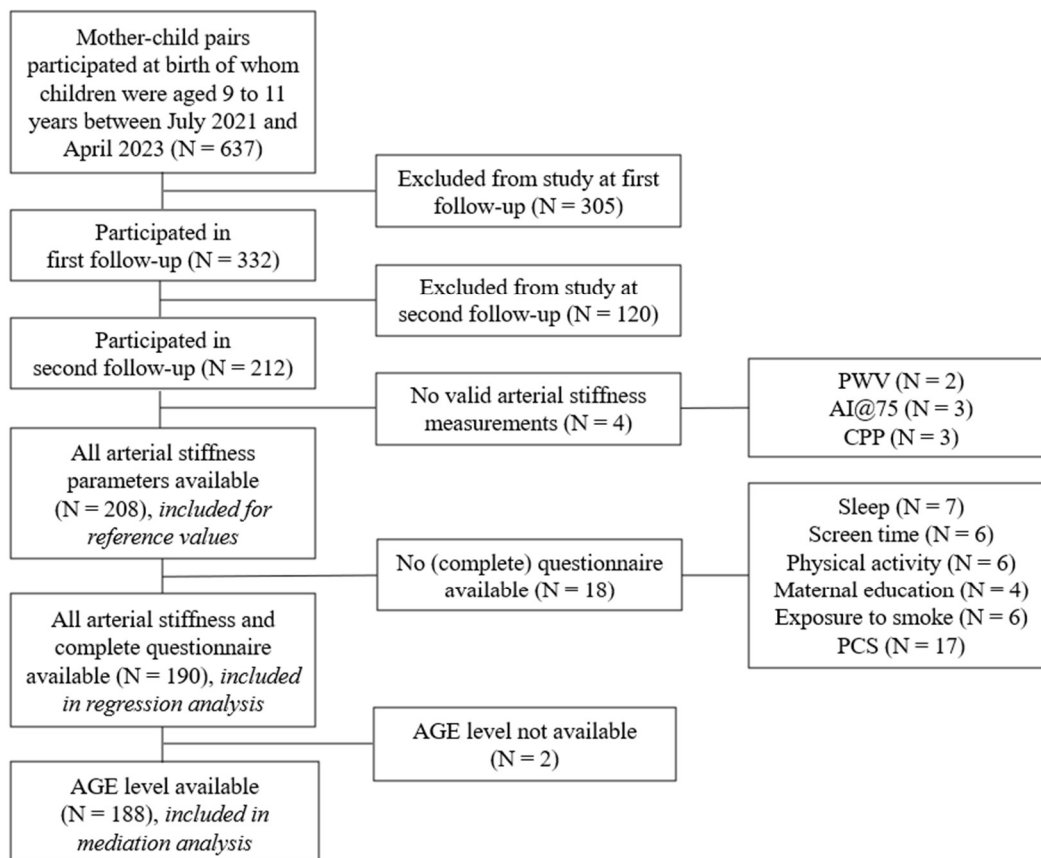 Mother-child pairs
participated at birth of whom
children were aged 9 to 11
years between July 2021 and
April 2023 (N = 637)
Excluded from study at first
follow-up (N = 305)
Participated in
first follow-up (N = 332)
Excluded from study at
second follow-up (N = 120)
Participated in
second follow-up (N = 212)
No valid arterial stiffness
measurements (N = 4)
PWV (N = 2)
AI@75 (N = 3)
CPP (N = 3)
All arterial stiffness
parameters available
(N = 208), included for
reference values
No (complete) questionnaire
available (N = 18)
Sleep (N = 7)
Screen time (N = 6)
Physical activity (N = 6)
Maternal education (N = 4)
Exposure to smoke (N = 6)
PCS (N = 17)
All arterial stiffness and
complete questionnaire
available (N = 190), included
in regression analysis
AGE level not available
(N = 2)
AGE level available
(N = 188), included in
mediation analysis